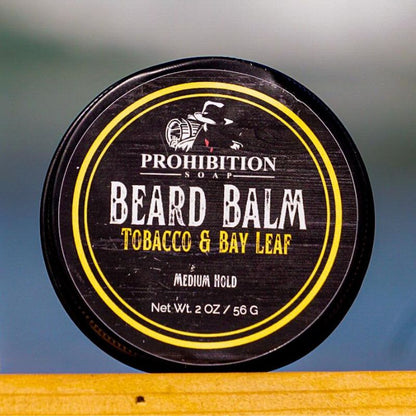 PROHIBITION
SOAP
BEARD BALM
TOBACCO & BAY LEAF
MEDIUM HOLD
Net Wt. 2 OZ / 56 G